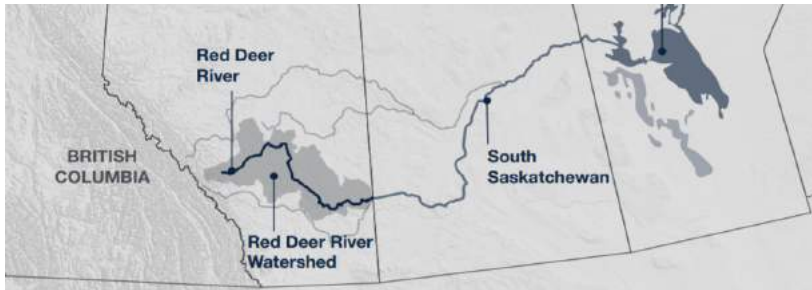 Red Deer
River
BRITISH
COLUMBIA
South
Saskatchewan
Red Deer River
Watershed